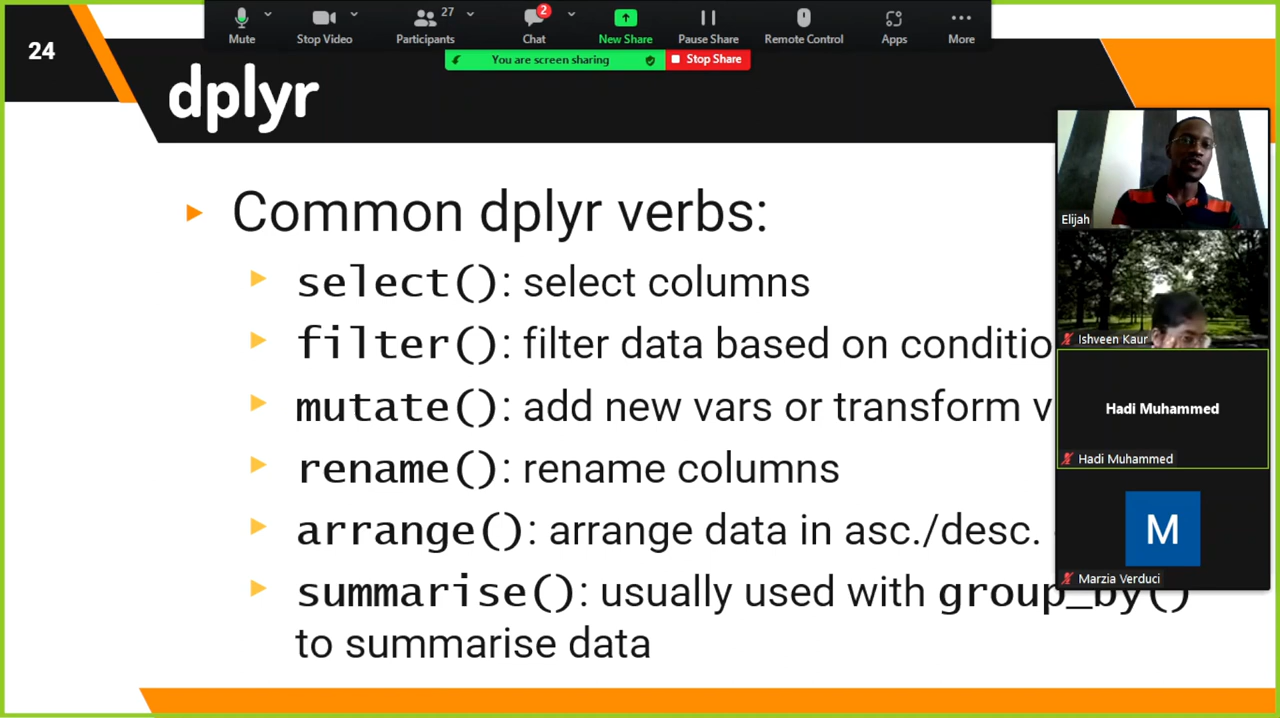 27
2
Mute
Stop Video
Participants
Chat
New Share
Pause Share
Remote Control
Apps
More
You are screen sharing
Stop Share
24
dplyr
Common dplyr verbs:
select(): select columns
filter(): filter data based on conditio
mutate(): add new vars or transform v
rename(): rename columns
arrange(): arrange data in asc./desc.
summarise(): usually used with group_by()
to summarise data
Elijah
Ishveen Kaur
Hadi Muhammed
Hadi Muhammed
M
Marzia Verduci